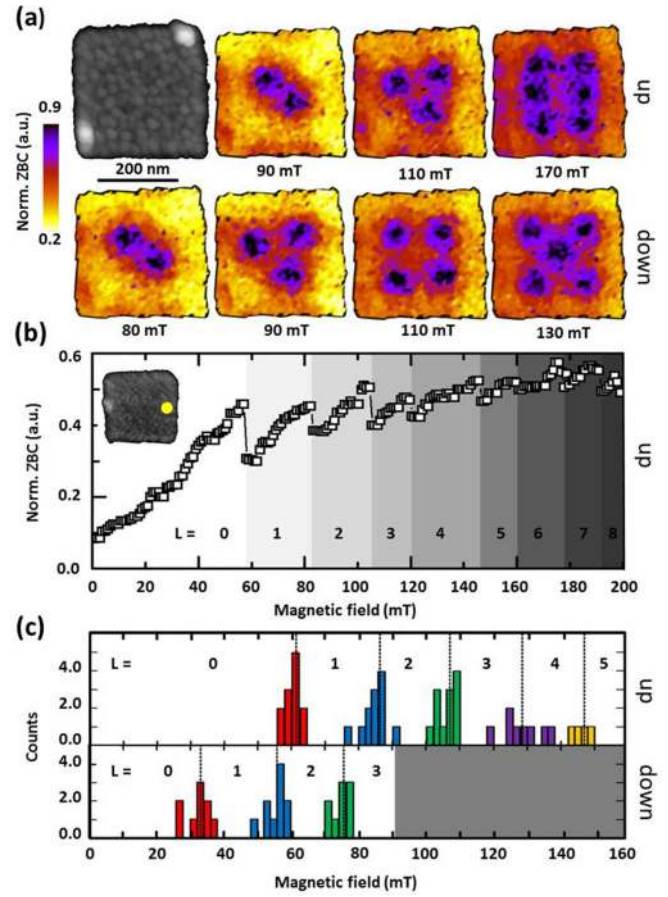 (a)
0.9
Norm. ZBC (a.u.)
0.2
200 nm
90 mT
110 mT
170 mT
up
80 mT
90 mT
110 mT
130 mT
down
(b)
0.6
0.4
0.2
0.0
Norm. ZBC (a.u.)
L = 0 1 2 3 4 5 6 7 8
up
0 20 40 60 80 100 120 140 160 180 200
Magnetic field (mT)
(c)
4.0
2.0
0.0
L = 0 1 2 3 4 5
up
Counts
4.0
2.0
0.0
L = 0 1 2 3
down
0 20 40 60 80 100 120 140 160
Magnetic field (mT)